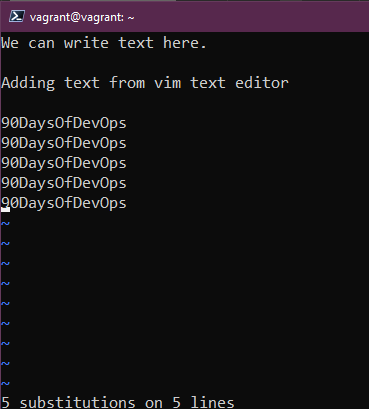 vagrant@vagrant: ~
We can write text here.
Adding text from vim text editor
90DaysOfDevOps
90DaysOfDevOps
90DaysOfDevOps
90DaysOfDevOps
90DaysOfDevOps
~
~
~
~
~
~
~
~
~
5 substitutions on 5 lines